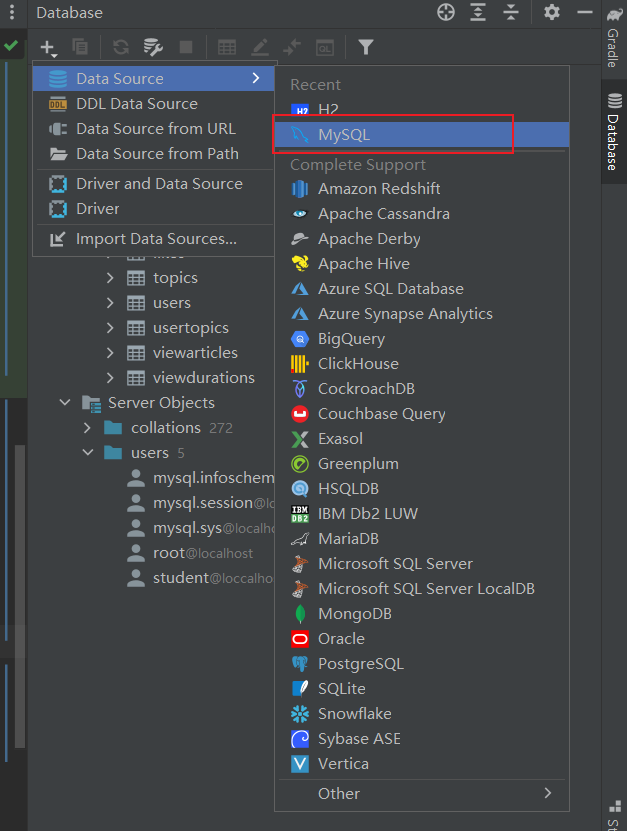 Database
Gradle
Database
Data Source
DDL Data Source
Data Source from URL
Data Source from Path
Driver and Data Source
Driver
Import Data Sources...
topics
users
usertopics
viewarticles
viewdurations
Server Objects
collations 272
users 5
mysql.infoschem
mysql.session@lo
mysql.sys@localho
root@localhost
student@loccalho
Recent
H2
MySQL
Complete Support
Amazon Redshift
Apache Cassandra
Apache Derby
Apache Hive
Azure SQL Database
Azure Synapse Analytics
BigQuery
ClickHouse
CockroachDB
Couchbase Query
Exasol
Greenplum
HSQLDB
IBM Db2 LUW
MariaDB
Microsoft SQL Server
Microsoft SQL Server LocalDB
MongoDB
Oracle
PostgreSQL
SQLite
Snowflake
Sybase ASE
Vertica
Other